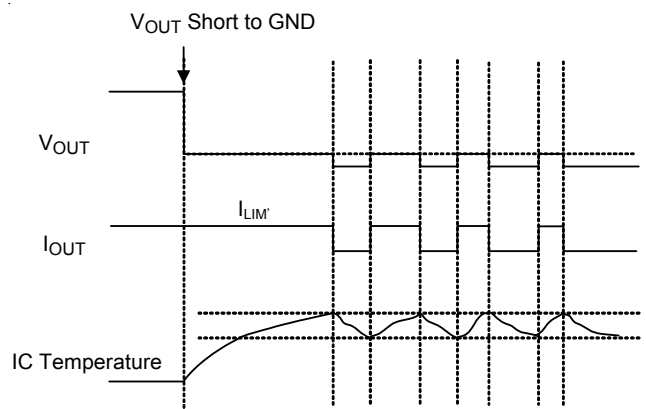 VOUT Short to GND
VOUT
ILIM'
IOUT
IC Temperature